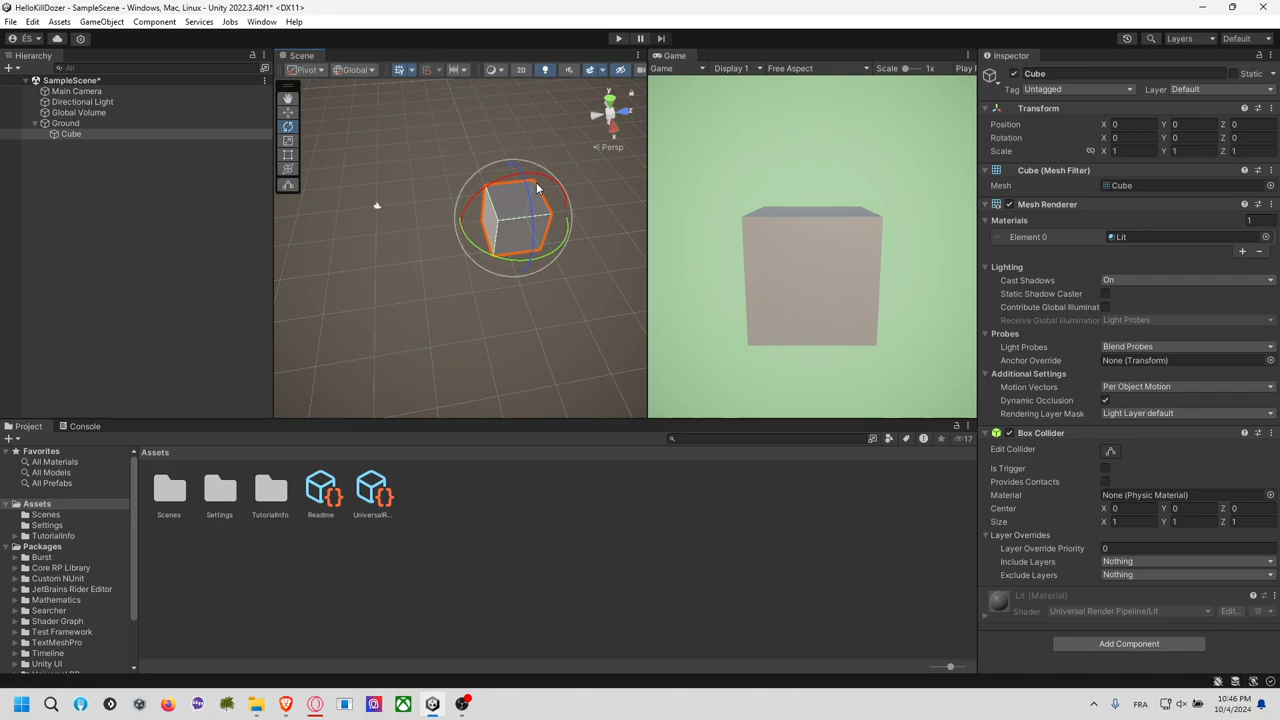 HelloKillDozer - SampleScene - Windows, Mac, Linux - Unity 2022.3.40f1* <DX11>
File Edit Assets GameObject Component Services Jobs Window Help
ÉS
Layers Default
Hierarchy
All
SampleScene*
Main Camera
Directional Light
Global Volume
Ground
Cube
Scene
Pivot Global 2D
y
z
x
Persp
Game
Game Display 1 Free Aspect Scale 1x Play
Inspector
Cube Static
Tag Untagged Layer Default
Transform
Position X 0 Y 0 Z 0
Rotation X 0 Y 0 Z 0
Scale X 1 Y 1 Z 1
Cube (Mesh Filter)
Mesh Cube
Mesh Renderer
Materials 1
Element 0 Lit
Lighting
Cast Shadows On
Static Shadow Caster
Contribute Global Illuminat
Receive Global Illumination Light Probes
Probes
Light Probes Blend Probes
Anchor Override None (Transform)
Additional Settings
Motion Vectors Per Object Motion
Dynamic Occlusion
Rendering Layer Mask Light Layer default
Box Collider
Edit Collider
Is Trigger
Provides Contacts
Material None (Physic Material)
Center X 0 Y 0 Z 0
Size X 1 Y 1 Z 1
Layer Overrides
Layer Override Priority 0
Include Layers Nothing
Exclude Layers Nothing
Lit (Material)
Shader Universal Render Pipeline/Lit Edit...
Add Component
Project Console
17
Favorites
All Materials
All Models
All Prefabs
Assets
Scenes
Settings
TutorialInfo
Packages
Burst
Core RP Library
Custom NUnit
JetBrains Rider Editor
Mathematics
Searcher
Shader Graph
Test Framework
TextMeshPro
Timeline
Unity UI
Assets
Scenes Settings TutorialInfo Readme UniversalR...
FRA
10:46 PM
10/4/2024